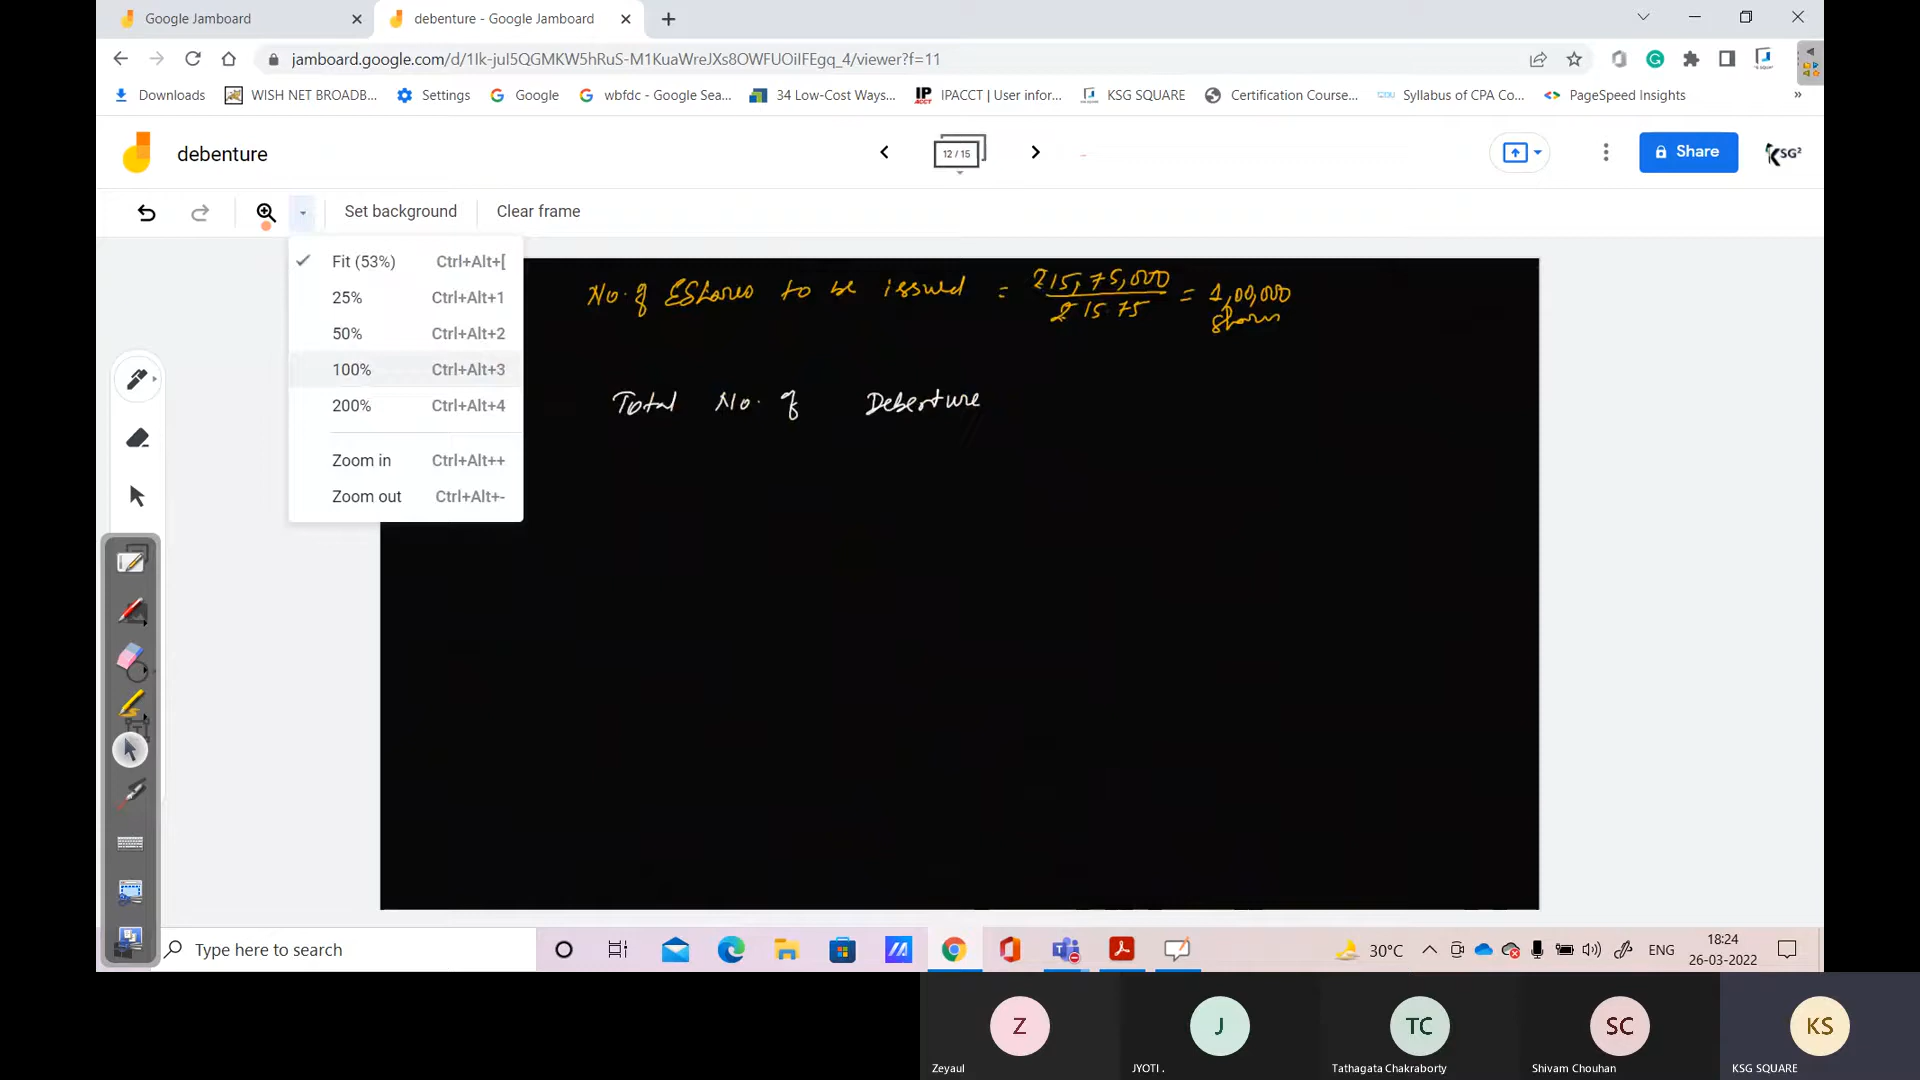 Google Jamboard
debenture - Google Jamboard
jamboard.google.com/d/1Ik-juI5QGMKW5hRuS-M1KuaWreJXs8OWFUOiIFEgq_4/viewer?f=11
Downloads WISH NET BROADB... Settings Google wbfdc - Google Sea... 34 Low-Cost Ways... IPACCT | User infor... KSG SQUARE Certification Course... Syllabus of CPA Co... PageSpeed Insights »
debenture
12 / 15
Share
KSG²
Set background
Clear frame
Fit (53%) Ctrl+Alt+[
25% Ctrl+Alt+1
50% Ctrl+Alt+2
100% Ctrl+Alt+3
200% Ctrl+Alt+4
Zoom in Ctrl+Alt++
Zoom out Ctrl+Alt+-
No. of EShares to be issued = ₹15,75,000 / ₹15.75 = 1,00,000
Shares
Total No. of Debenture
Type here to search
30°C
ENG
18:24
26-03-2022
Z
J
TC
SC
KS
Zeyaul
JYOTI .
Tathagata Chakraborty
Shivam Chouhan
KSG SQUARE